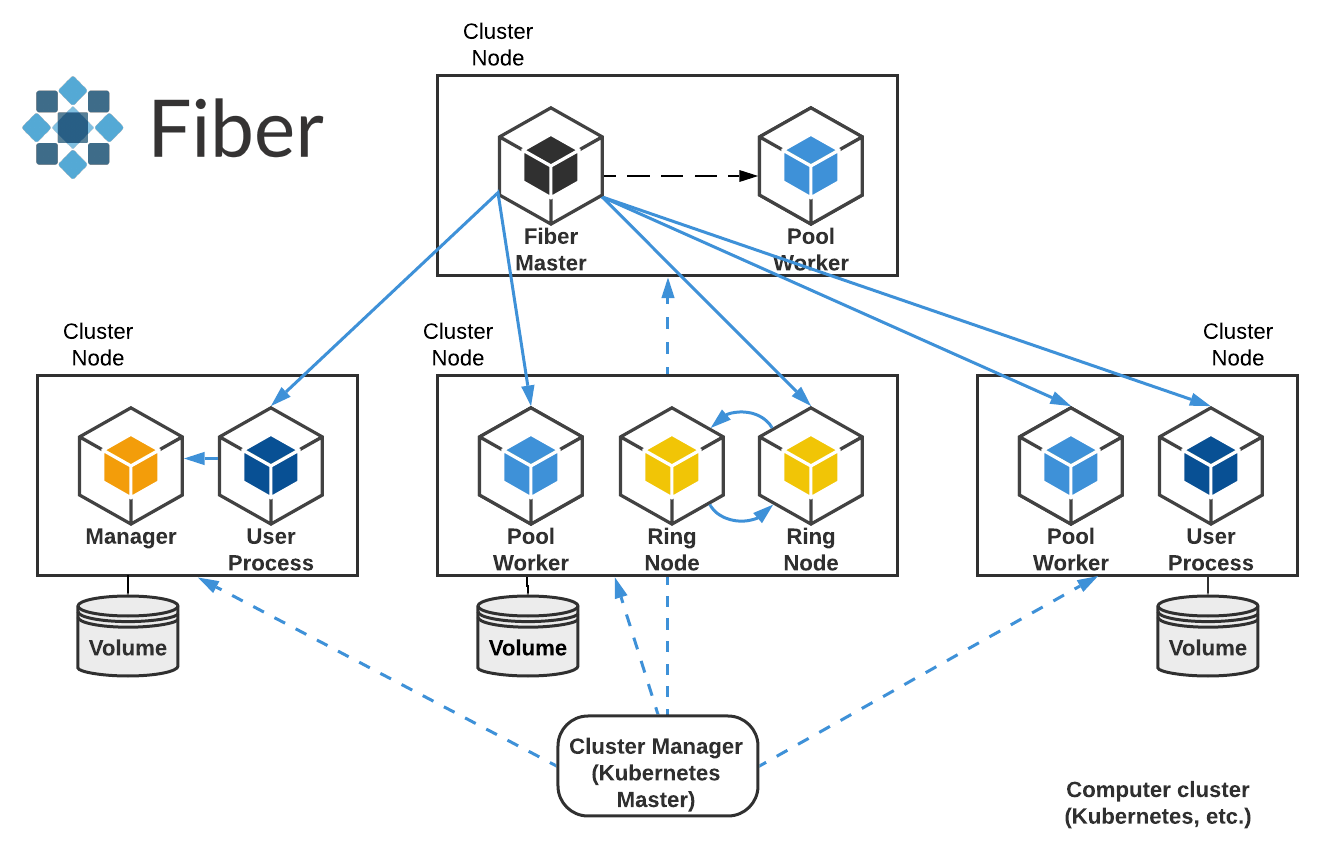 Cluster
Node
Fiber
Fiber
Master
Pool
Worker
Cluster
Node
Cluster
Node
Cluster
Node
Manager
User
Process
Pool
Worker
Ring
Node
Ring
Node
Pool
Worker
User
Process
Volume
Volume
Volume
Cluster Manager
(Kubernetes
Master)
Computer cluster
(Kubernetes, etc.)